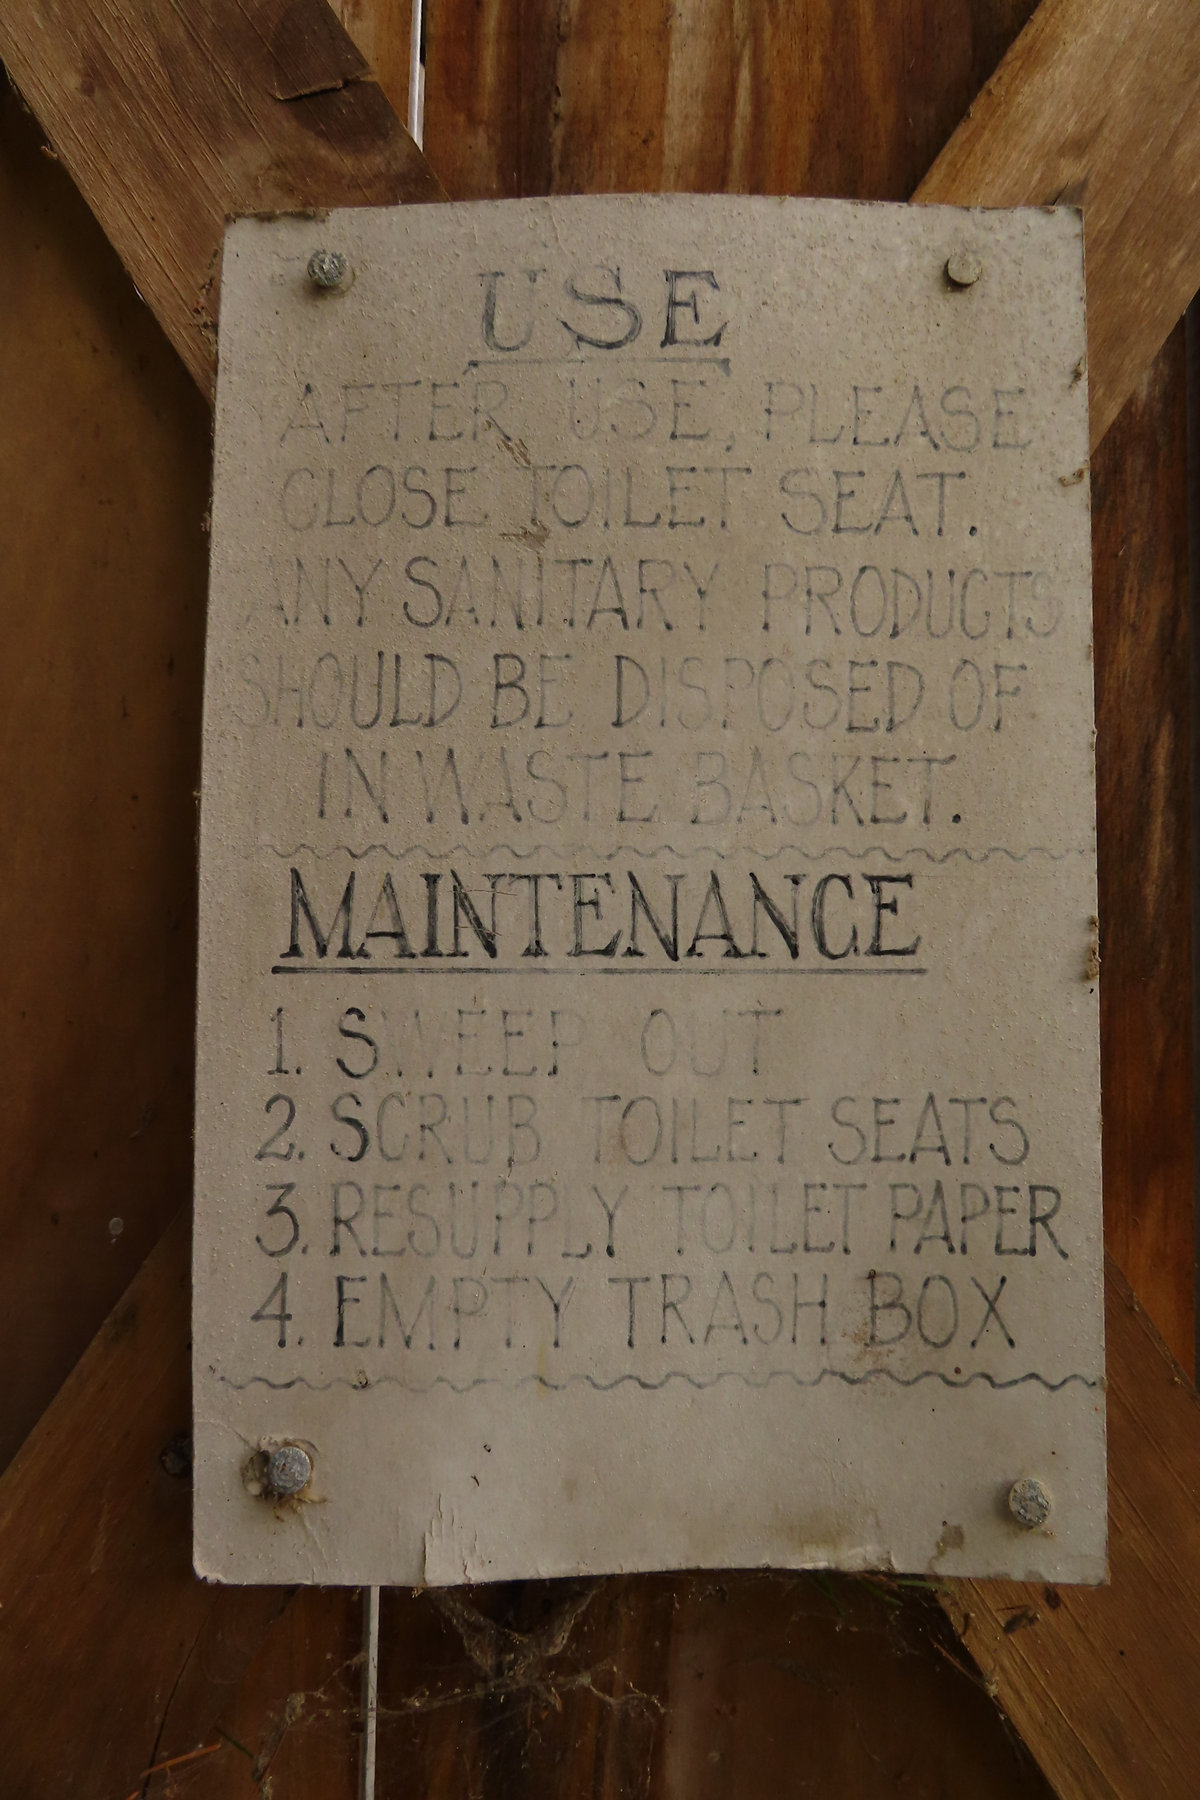 USE
AFTER USE, PLEASE
CLOSE TOILET SEAT.
ANY SANITARY PRODUCTS
SHOULD BE DISPOSED OF
IN WASTE BASKET.
MAINTENANCE
1. SWEEP OUT
2. SCRUB TOILET SEATS
3. RESUPPLY TOILET PAPER
4. EMPTY TRASH BOX